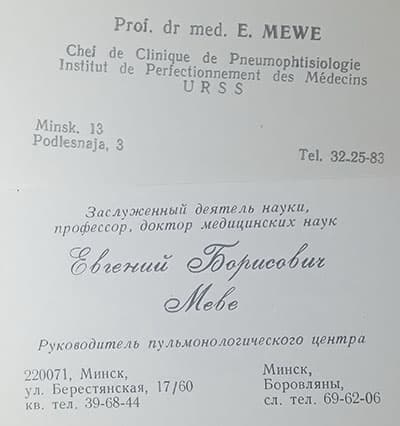 Prof. dr med. E. MEWE
Chef de Clinique de Pneumophtisiologie
Institut de Perfectionnement des Médecins
URSS
Minsk. 13
Podlesnaja, 3
Tel. 32-25-83
Заслуженный деятель науки,
профессор, доктор медицинских наук
Евгений Борисович
Меве
Руководитель пульмонологического центра
220071, Минск,
ул. Берестянская, 17/60
кв. тел. 39-68-44
Минск,
Боровляны,
сл. тел. 69-62-06